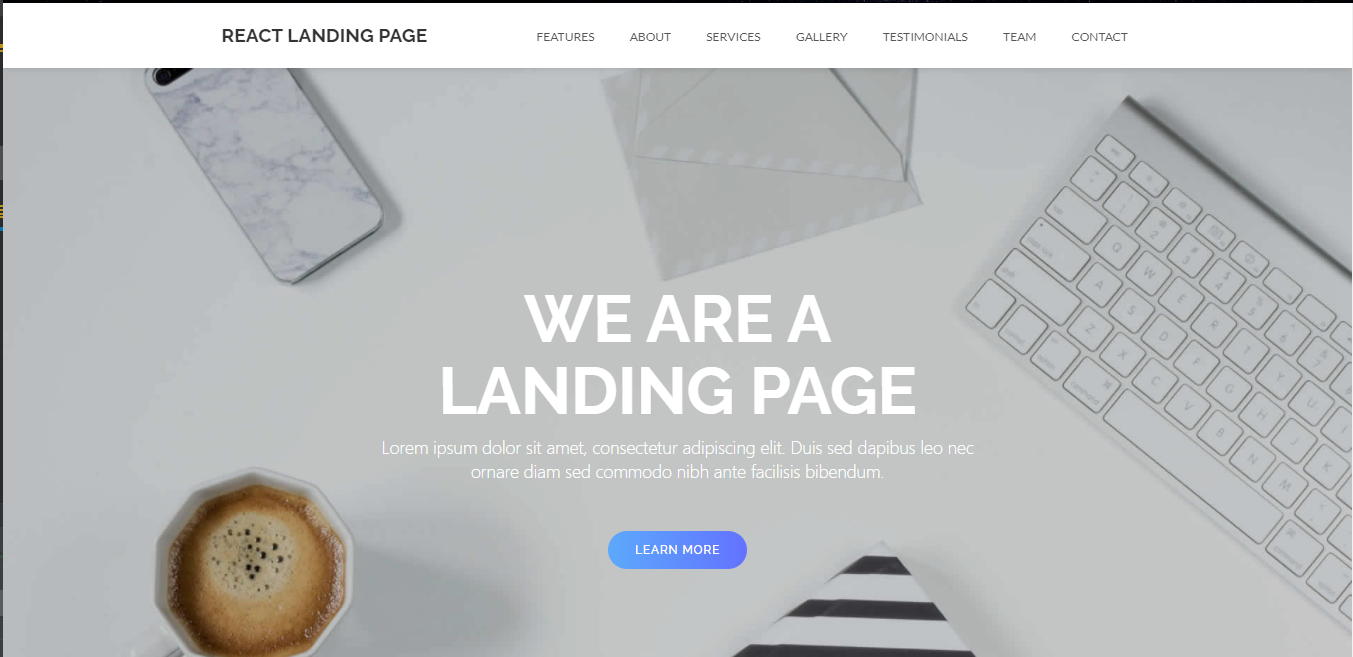 REACT LANDING PAGE
FEATURES ABOUT SERVICES GALLERY TESTIMONIALS TEAM CONTACT
WE ARE A
LANDING PAGE
Lorem ipsum dolor sit amet, consectetur adipiscing elit. Duis sed dapibus leo nec
ornare diam sed commodo nibh ante facilisis bibendum.
LEARN MORE